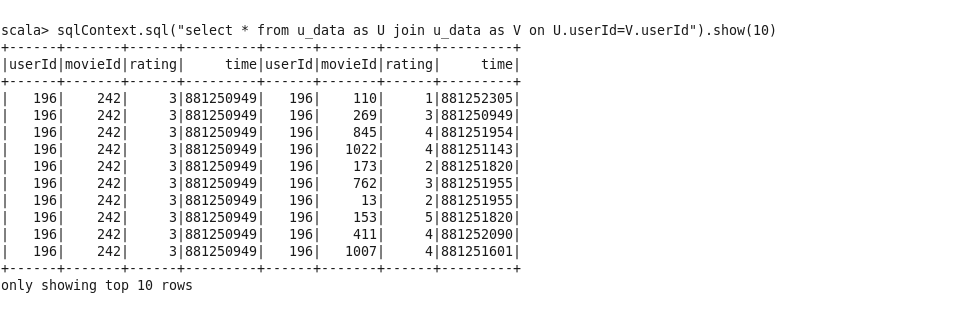 scala> sqlContext.sql("select * from u_data as U join u_data as V on U.userId=V.userId").show(10)
+------+-------+------+---------+------+-------+------+---------+
|userId|movieId|rating|     time|userId|movieId|rating|     time|
+------+-------+------+---------+------+-------+------+---------+
|   196|    242|     3|881250949|   196|    110|     1|881252305|
|   196|    242|     3|881250949|   196|    269|     3|881250949|
|   196|    242|     3|881250949|   196|    845|     4|881251954|
|   196|    242|     3|881250949|   196|   1022|     4|881251143|
|   196|    242|     3|881250949|   196|    173|     2|881251820|
|   196|    242|     3|881250949|   196|    762|     3|881251955|
|   196|    242|     3|881250949|   196|     13|     2|881251955|
|   196|    242|     3|881250949|   196|    153|     5|881251820|
|   196|    242|     3|881250949|   196|    411|     4|881252090|
|   196|    242|     3|881250949|   196|   1007|     4|881251601|
+------+-------+------+---------+------+-------+------+---------+
only showing top 10 rows